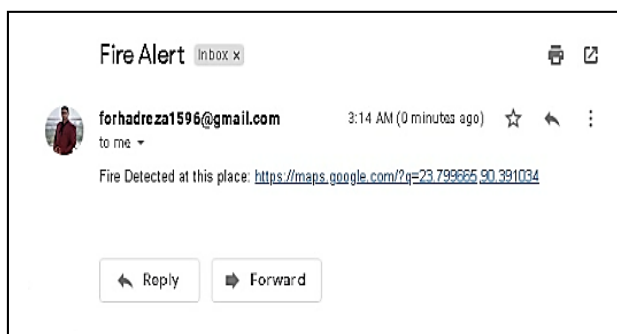 Fire Alert Inbox x
forhadreza1596@gmail.com 3:14 AM (0 minutes ago)
to me
Fire Detected at this place: https://maps.google.com/?q=23.799665,90.391034
Reply Forward